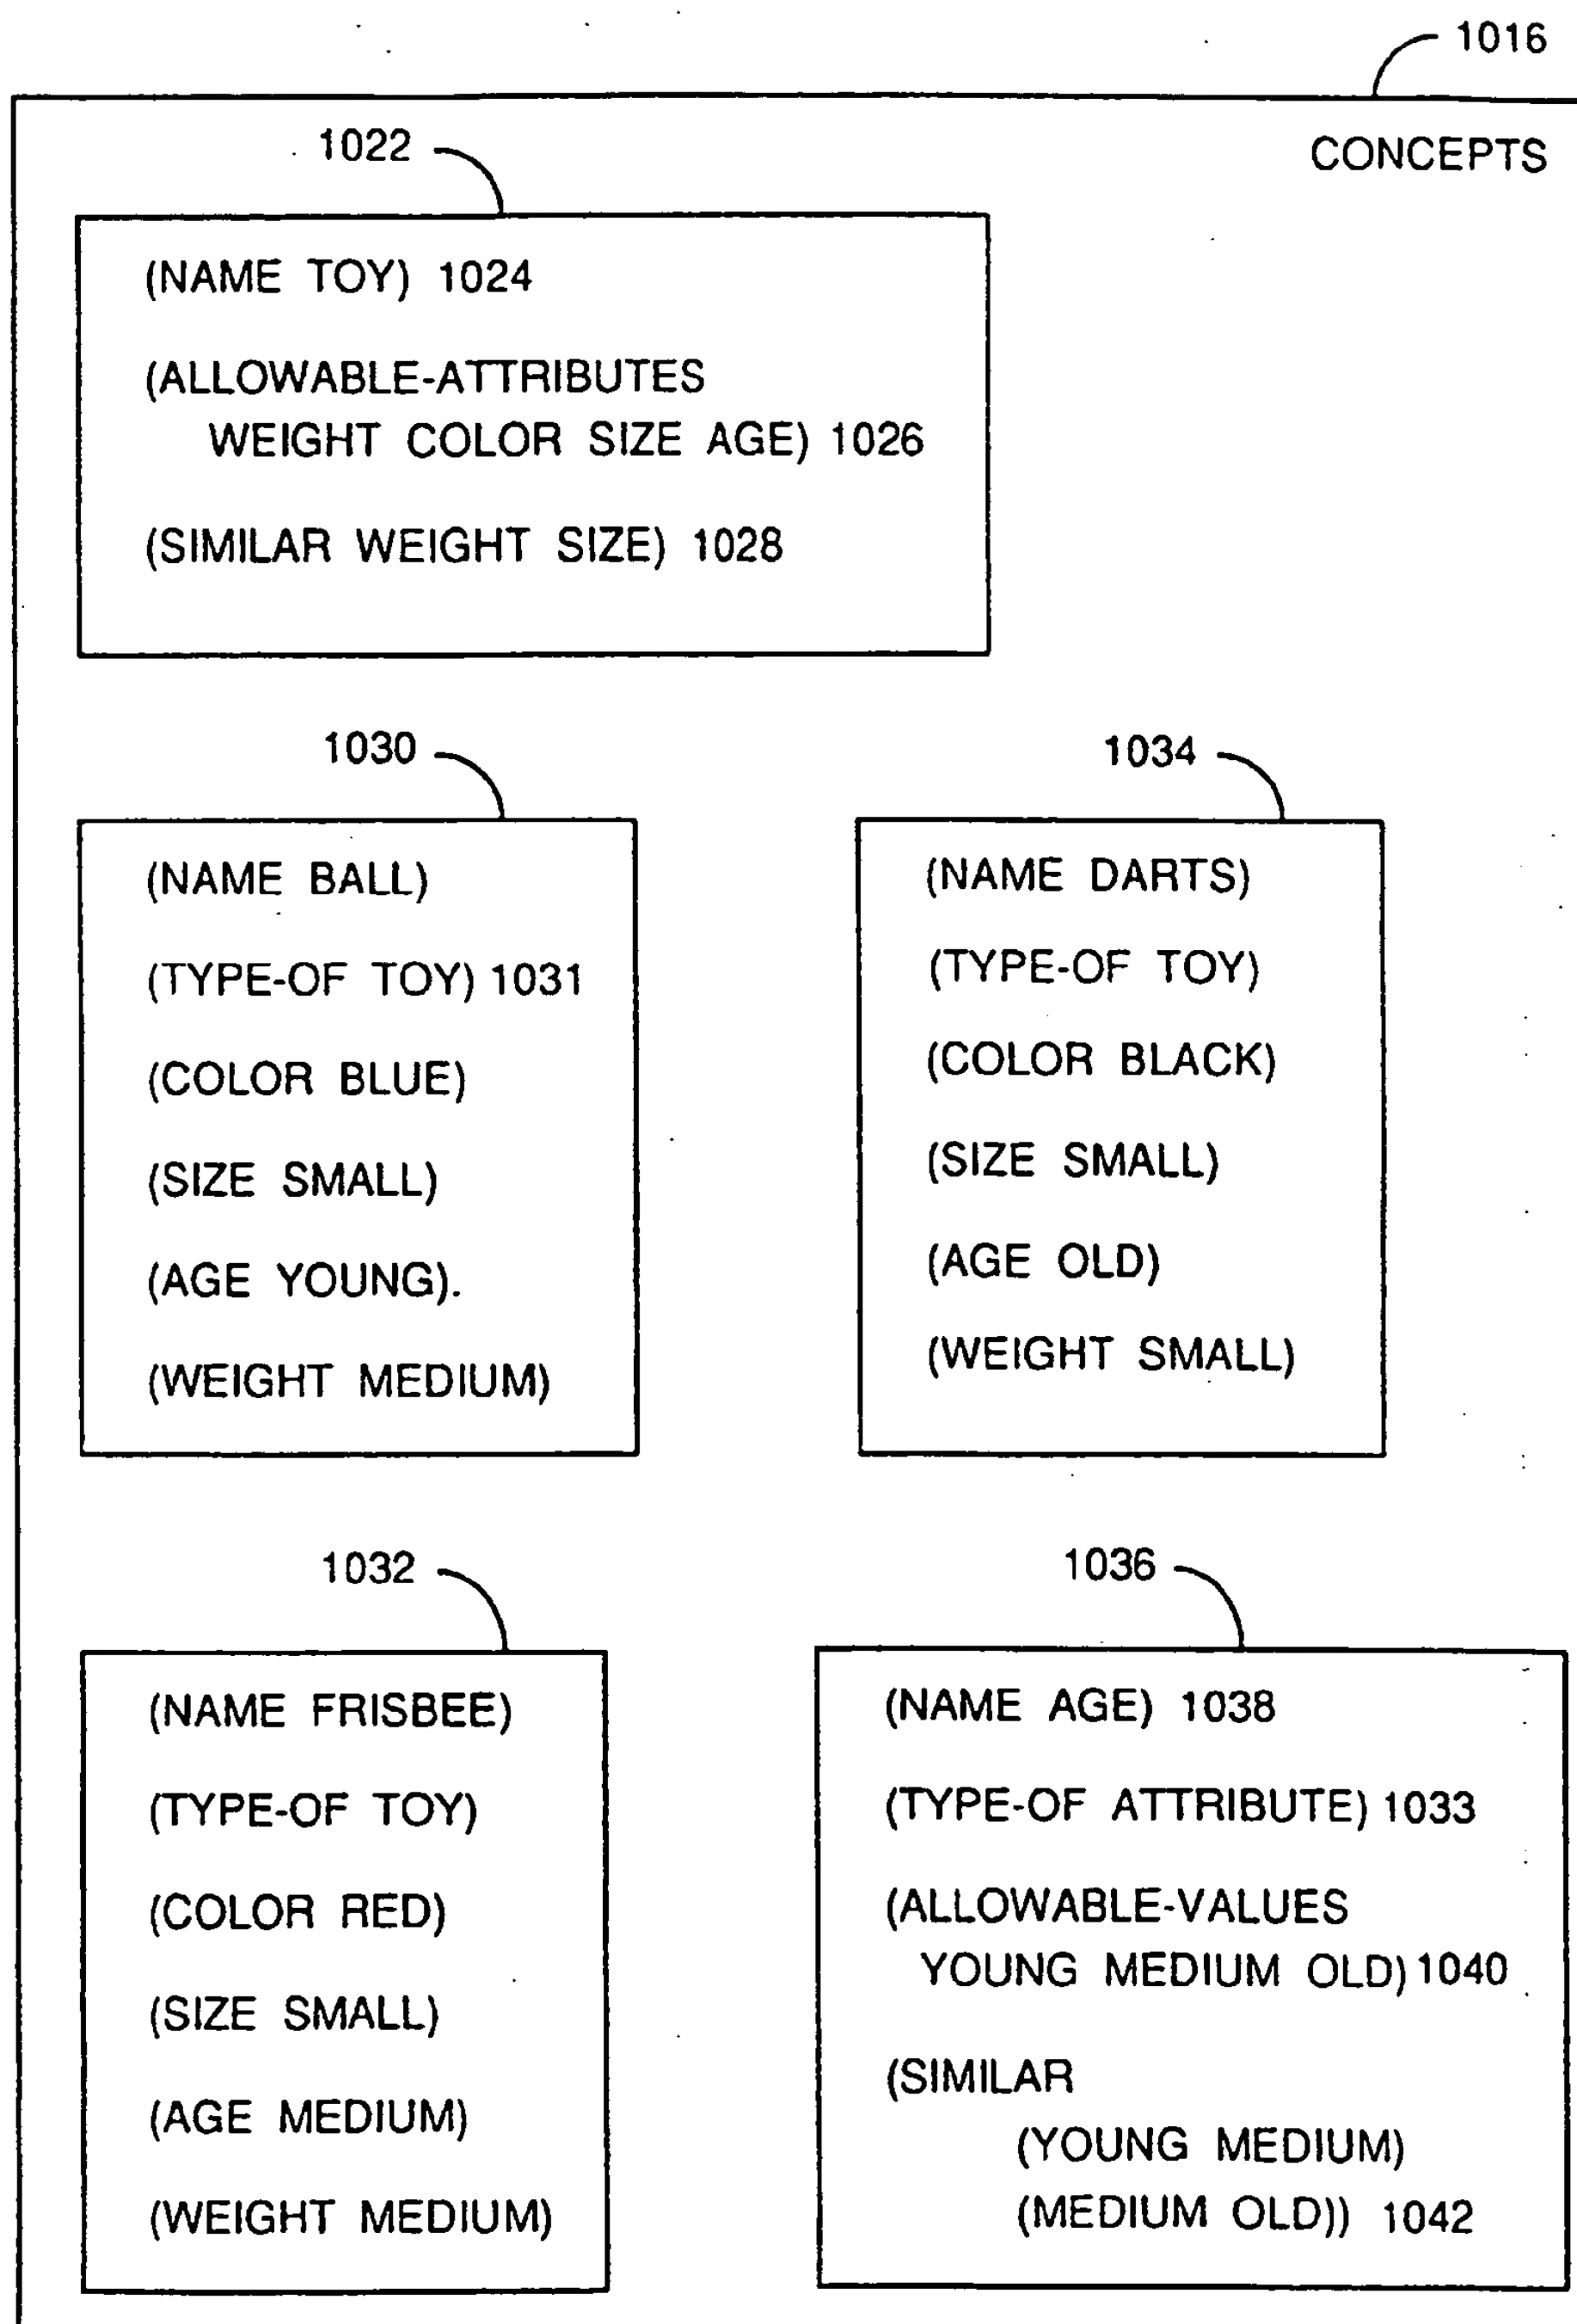 1016
CONCEPTS
1022
(NAME TOY) 1024
(ALLOWABLE-ATTRIBUTES
WEIGHT COLOR SIZE AGE) 1026
(SIMILAR WEIGHT SIZE) 1028
1030
(NAME BALL)
(TYPE-OF TOY) 1031
(COLOR BLUE)
(SIZE SMALL)
(AGE YOUNG).
(WEIGHT MEDIUM)
1034
(NAME DARTS)
(TYPE-OF TOY)
(COLOR BLACK)
(SIZE SMALL)
(AGE OLD)
(WEIGHT SMALL)
1032
(NAME FRISBEE)
(TYPE-OF TOY)
(COLOR RED)
(SIZE SMALL)
(AGE MEDIUM)
(WEIGHT MEDIUM)
1036
(NAME AGE) 1038
(TYPE-OF ATTRIBUTE) 1033
(ALLOWABLE-VALUES
YOUNG MEDIUM OLD) 1040
(SIMILAR
(YOUNG MEDIUM)
(MEDIUM OLD)) 1042